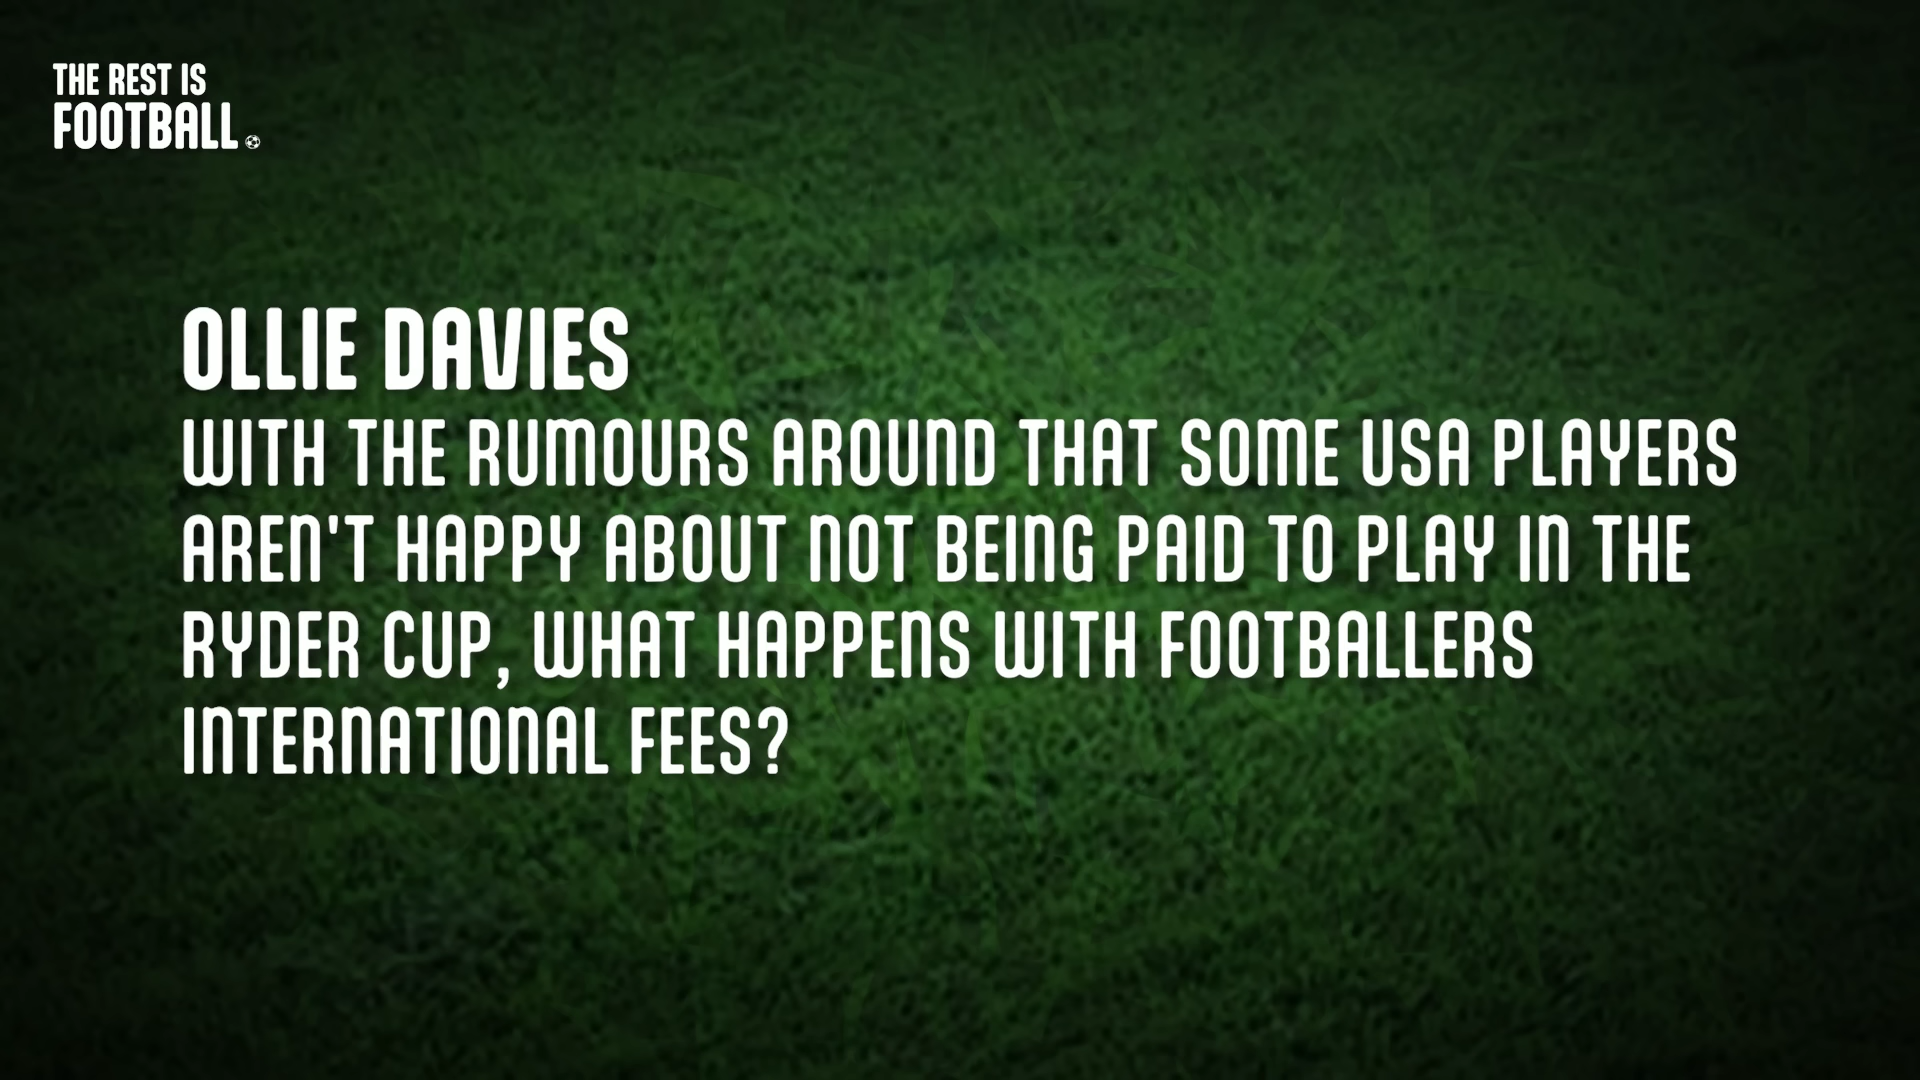 THE REST IS
FOOTBALL
OLLIE DAVIES
WITH THE RUMOURS AROUND THAT SOME USA PLAYERS
AREN'T HAPPY ABOUT NOT BEING PAID TO PLAY IN THE
RYDER CUP, WHAT HAPPENS WITH FOOTBALLERS
INTERNATIONAL FEES?